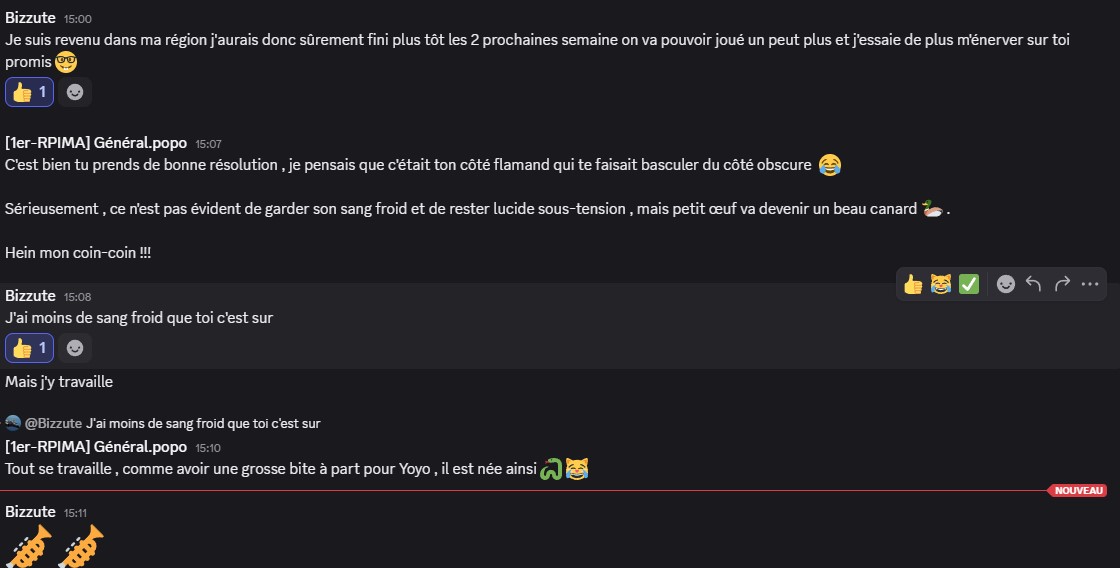 Bizzute 15:00
Je suis revenu dans ma région j'aurais donc sûrement fini plus tôt les 2 prochaines semaine on va pouvoir joué un peut plus et j'essaie de plus m'énerver sur toi
promis 🤓
👍 1
[1er-RPIMA] Général.popo 15:07
C'est bien tu prends de bonne résolution , je pensais que c'était ton côté flamand qui te faisait basculer du côté obscure 😂
Sérieusement , ce n'est pas évident de garder son sang froid et de rester lucide sous-tension , mais petit œuf va devenir un beau canard 🦆 .
Hein mon coin-coin !!!
Bizzute 15:08
J'ai moins de sang froid que toi c'est sur
👍 1
Mais j'y travaille
@Bizzute J'ai moins de sang froid que toi c'est sur
[1er-RPIMA] Général.popo 15:10
Tout se travaille , comme avoir une grosse bite à part pour Yoyo , il est née ainsi 🐍😹
NOUVEAU
Bizzute 15:11
🎺 🎺